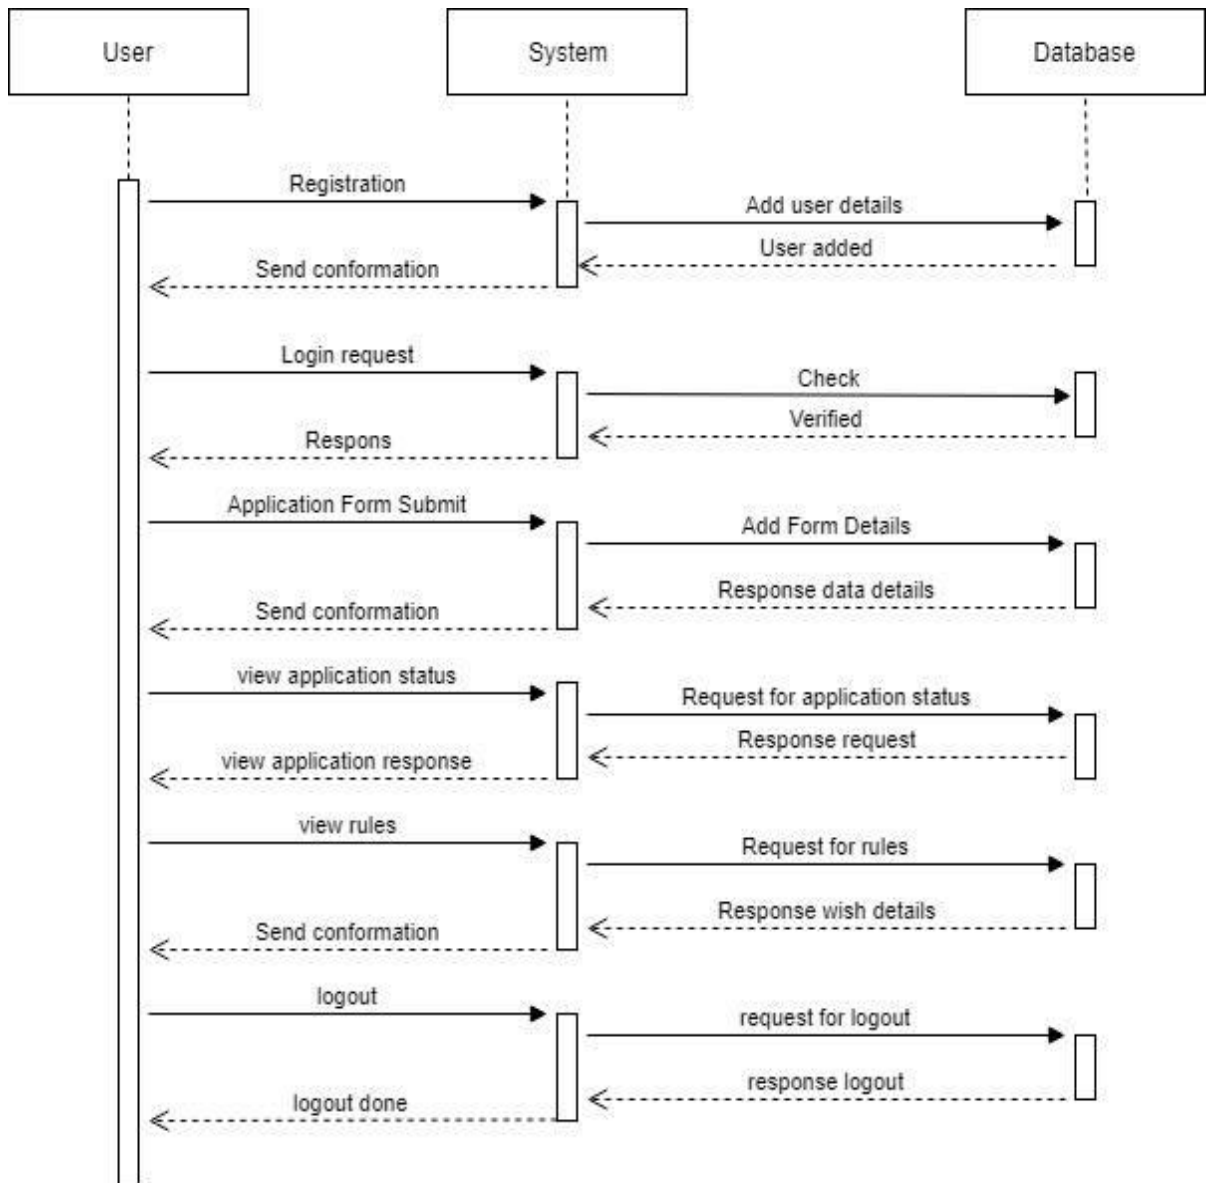 User
System
Database
Registration
Add user details
User added
Send conformation
Login request
Check
Verified
Respons
Application Form Submit
Add Form Details
Response data details
Send conformation
view application status
Request for application status
Response request
view application response
view rules
Request for rules
Response wish details
Send conformation
logout
request for logout
response logout
logout done